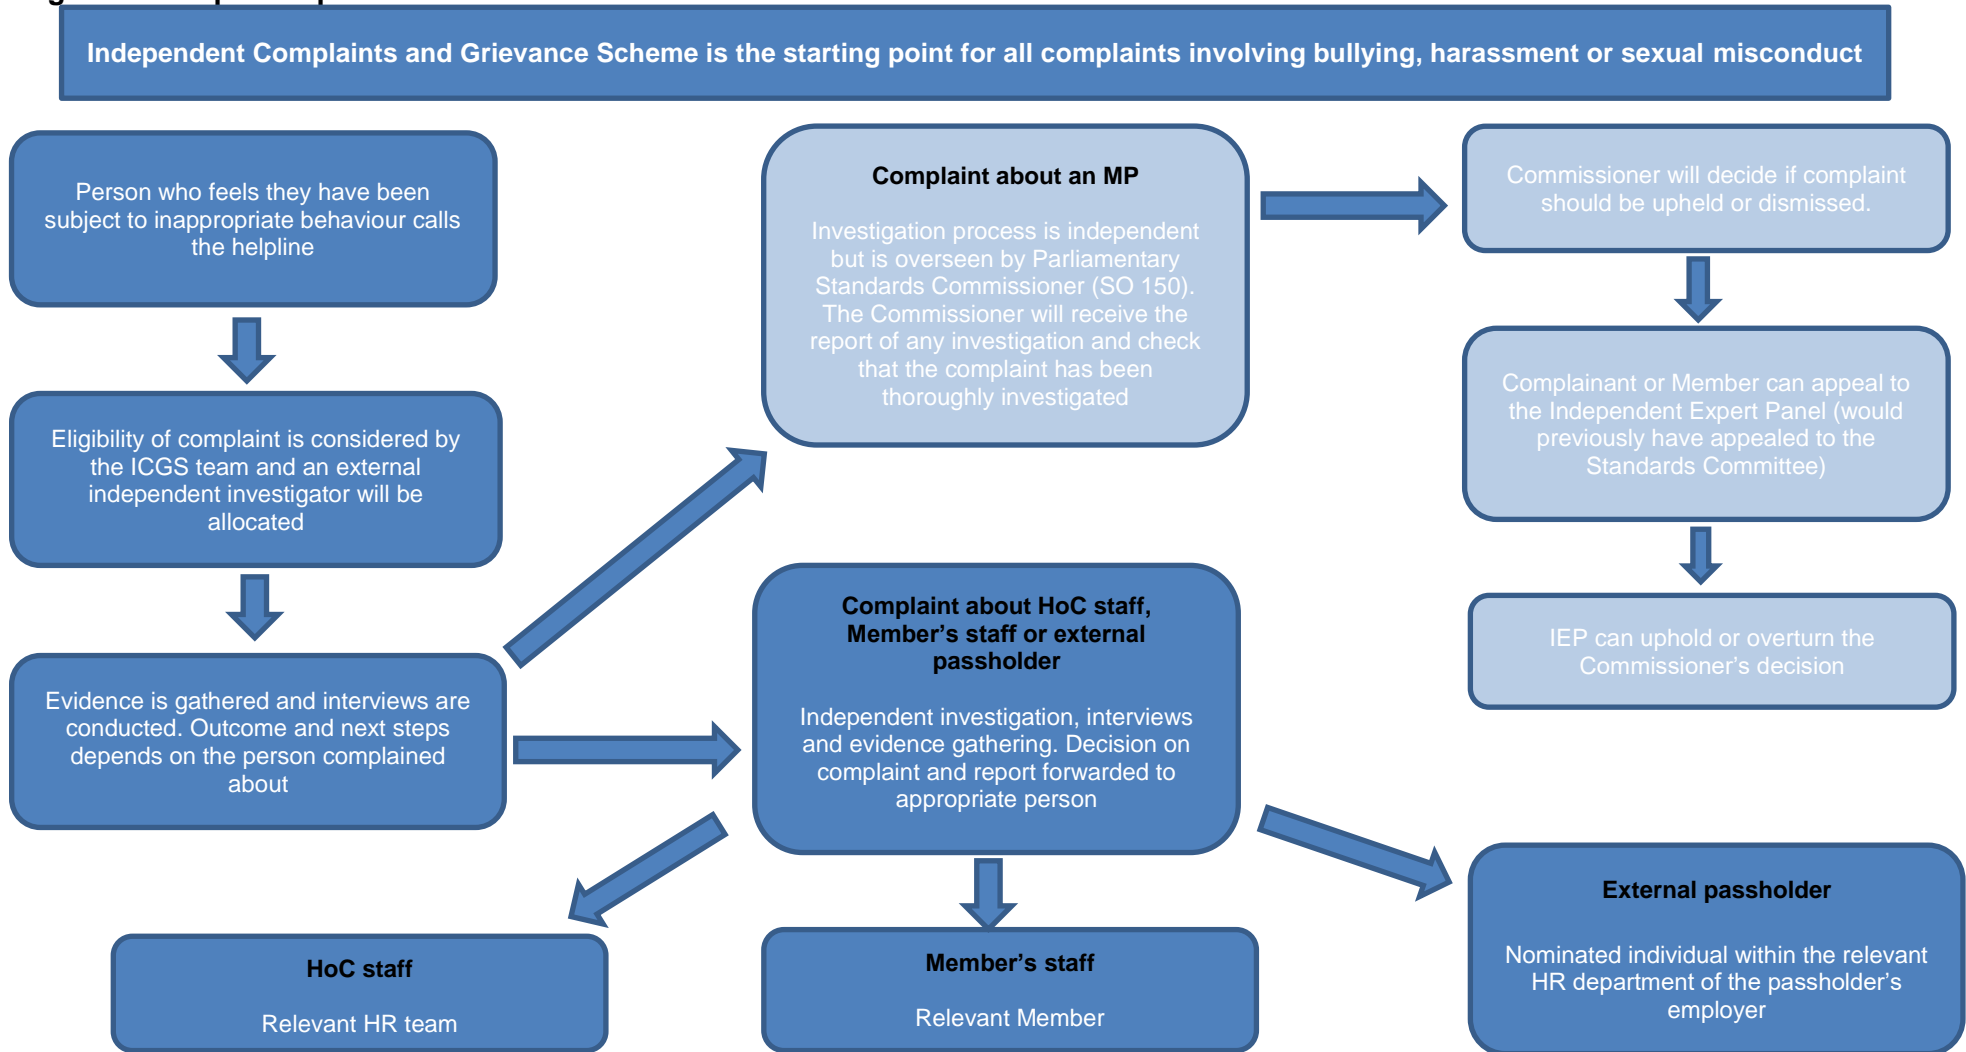 Independent Complaints and Grievance Scheme is the starting point for all complaints involving bullying, harassment or sexual misconduct
Person who feels they have been
subject to inappropriate behaviour calls
the helpline
Eligibility of complaint is considered by
the ICGS team and an external
independent investigator will be
allocated
Evidence is gathered and interviews are
conducted. Outcome and next steps
depends on the person complained
about
Complaint about an MP
Investigation process is independent
but is overseen by Parliamentary
Standards Commissioner (SO 150).
The Commissioner will receive the
report of any investigation and check
that the complaint has been
thoroughly investigated
Commissioner will decide if complaint
should be upheld or dismissed.
Complainant or Member can appeal to
the Independent Expert Panel (would
previously have appealed to the
Standards Committee)
IEP can uphold or overturn the
Commissioner’s decision
Complaint about HoC staff,
Member’s staff or external
passholder
Independent investigation, interviews
and evidence gathering. Decision on
complaint and report forwarded to
appropriate person
HoC staff
Relevant HR team
Member’s staff
Relevant Member
External passholder
Nominated individual within the relevant
HR department of the passholder’s
employer